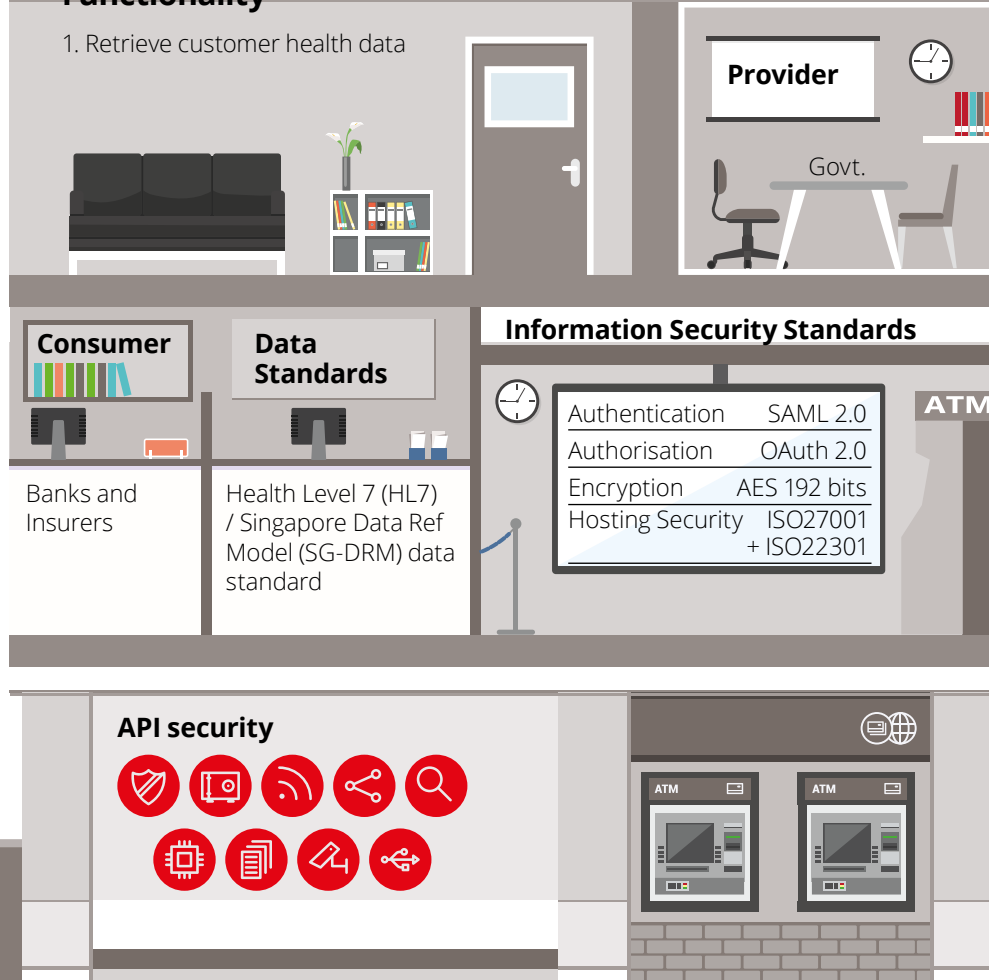 Functionality
1. Retrieve customer health data
Provider
Govt.
Consumer
Banks and
Insurers
Data
Standards
Health Level 7 (HL7)
/ Singapore Data Ref
Model (SG-DRM) data
standard
Information Security Standards
Authentication SAML 2.0
Authorisation OAuth 2.0
Encryption AES 192 bits
Hosting Security ISO27001
+ ISO22301
ATM
API security
ATM
ATM